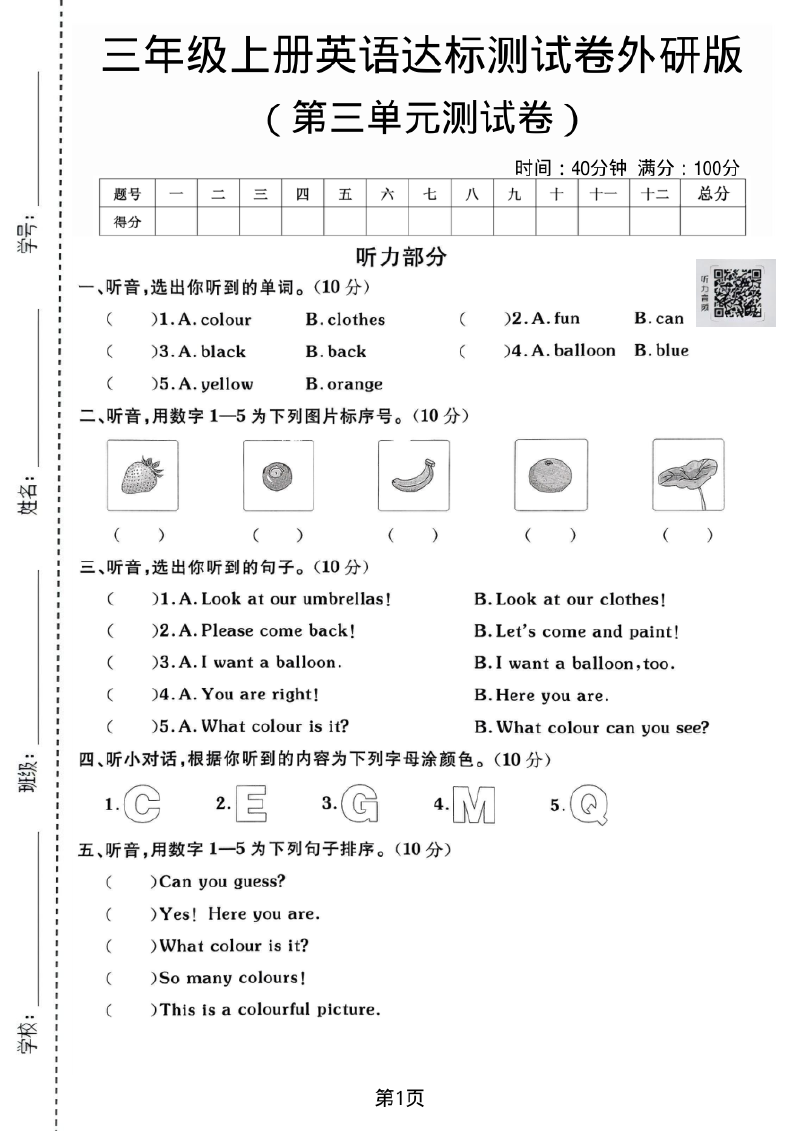 三年级上册英语达标测试卷外研版
（第三单元测试卷）
时间：40分钟 满分：100分
题号 一 二 三 四 五 六 七 八 九 十 十一 十二 总分
得分
听力部分
听力音频
一、听音，选出你听到的单词。（10 分）
( )1. A. colour B. clothes ( )2. A. fun B. can
( )3. A. black B. back ( )4. A. balloon B. blue
( )5. A. yellow B. orange
二、听音，用数字 1—5 为下列图片标序号。（10 分）
( ) ( ) ( ) ( ) ( )
三、听音，选出你听到的句子。（10 分）
( )1. A. Look at our umbrellas! B. Look at our clothes!
( )2. A. Please come back! B. Let's come and paint!
( )3. A. I want a balloon. B. I want a balloon, too.
( )4. A. You are right! B. Here you are.
( )5. A. What colour is it? B. What colour can you see?
四、听小对话，根据你听到的内容为下列字母涂颜色。（10 分）
1. C 2. E 3. G 4. M 5. Q
五、听音，用数字 1—5 为下列句子排序。（10 分）
( )Can you guess?
( )Yes! Here you are.
( )What colour is it?
( )So many colours!
( )This is a colourful picture.
学号：
姓名：
班级：
学校：
第1页